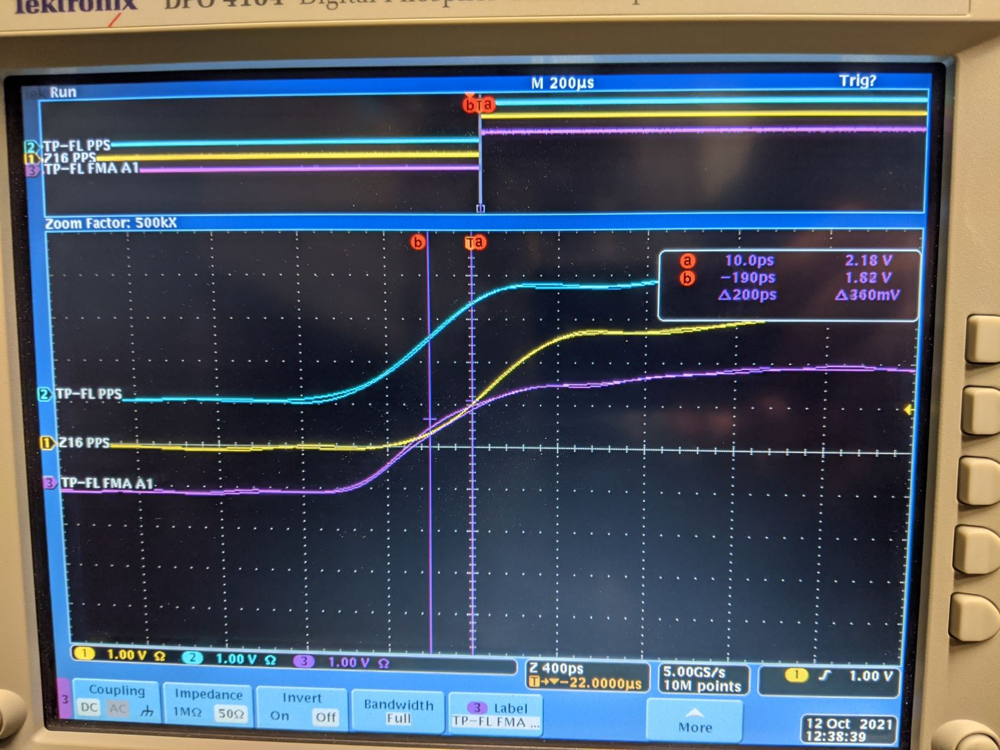 Tektronix DPO 4104 Digital Phosphor
Run M 200µs Trig?
b T a
2 TP-FL PPS
1 Z16 PPS
3 TP-FL FMA A1
Zoom Factor: 500kX
b T a
a 10.0ps 2.18 V
b −190ps 1.82 V
Δ200ps Δ360mV
2 TP-FL PPS
1 Z16 PPS
3 TP-FL FMA A1
1 1.00 V Ω 2 1.00 V Ω 3 1.00 V Ω
Z 400ps
T→▼−22.0000µs
5.00GS/s
10M points
1 1.00 V
3
Coupling
DC AC
Impedance
1MΩ 50Ω
Invert
On Off
Bandwidth
Full
3 Label
TP-FL FMA ...
More
12 Oct 2021
12:38:39